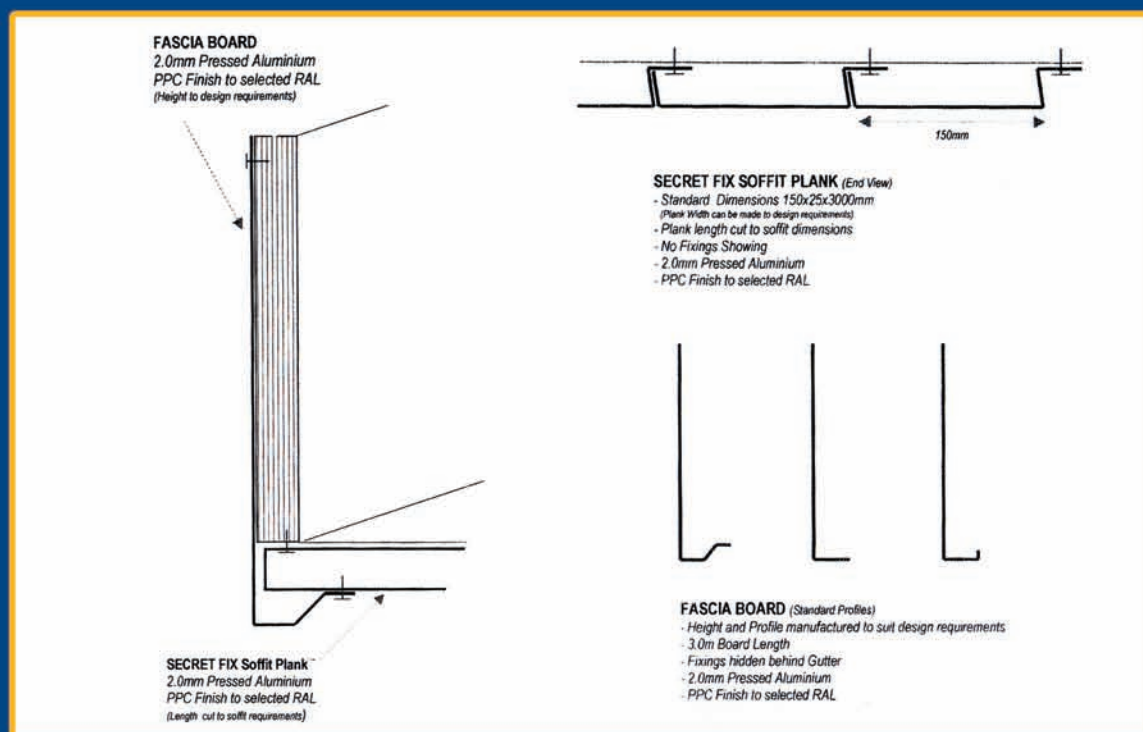 FASCIA BOARD
2.0mm Pressed Aluminium
PPC Finish to selected RAL
(Height to design requirements)
150mm
SECRET FIX SOFFIT PLANK (End View)
- Standard Dimensions 150x25x3000mm
(Plank Width can be made to design requirements)
- Plank length cut to soffit dimensions
- No Fixings Showing
- 2.0mm Pressed Aluminium
- PPC Finish to selected RAL
SECRET FIX Soffit Plank
2.0mm Pressed Aluminium
PPC Finish to selected RAL
(Length cut to soffit requirements)
FASCIA BOARD (Standard Profiles)
- Height and Profile manufactured to suit design requirements
- 3.0m Board Length
- Fixings hidden behind Gutter
- 2.0mm Pressed Aluminium
- PPC Finish to selected RAL